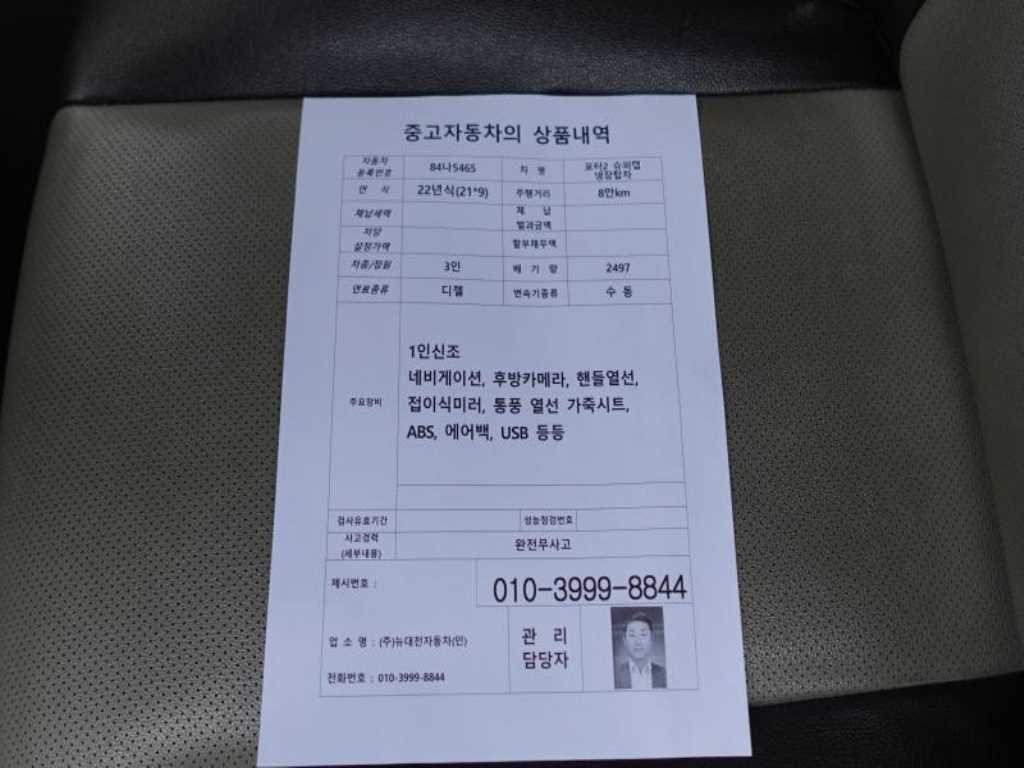 중고자동차의 상품내역
자동차 등록번호 84나5465 차 명 포터2 슈퍼캡 냉장탑차
연 식 22년식(21*9) 주행거리 8만km
체납세액 체 납 벌과금액
저당 설정가액 할부채무액
차종/정원 3인 배 기 량 2497
연료종류 디젤 변속기종류 수 동
주요장비
1인신조
네비게이션, 후방카메라, 핸들열선,
접이식미러, 통풍 열선 가죽시트,
ABS, 에어백, USB 등등
검사유효기간 성능점검번호
사고경력 (세부내용) 완전무사고
제시번호 :
010-3999-8844
업 소 명 : (주)뉴대전자동차(인)
관 리
담당자
전화번호 : 010-3999-8844